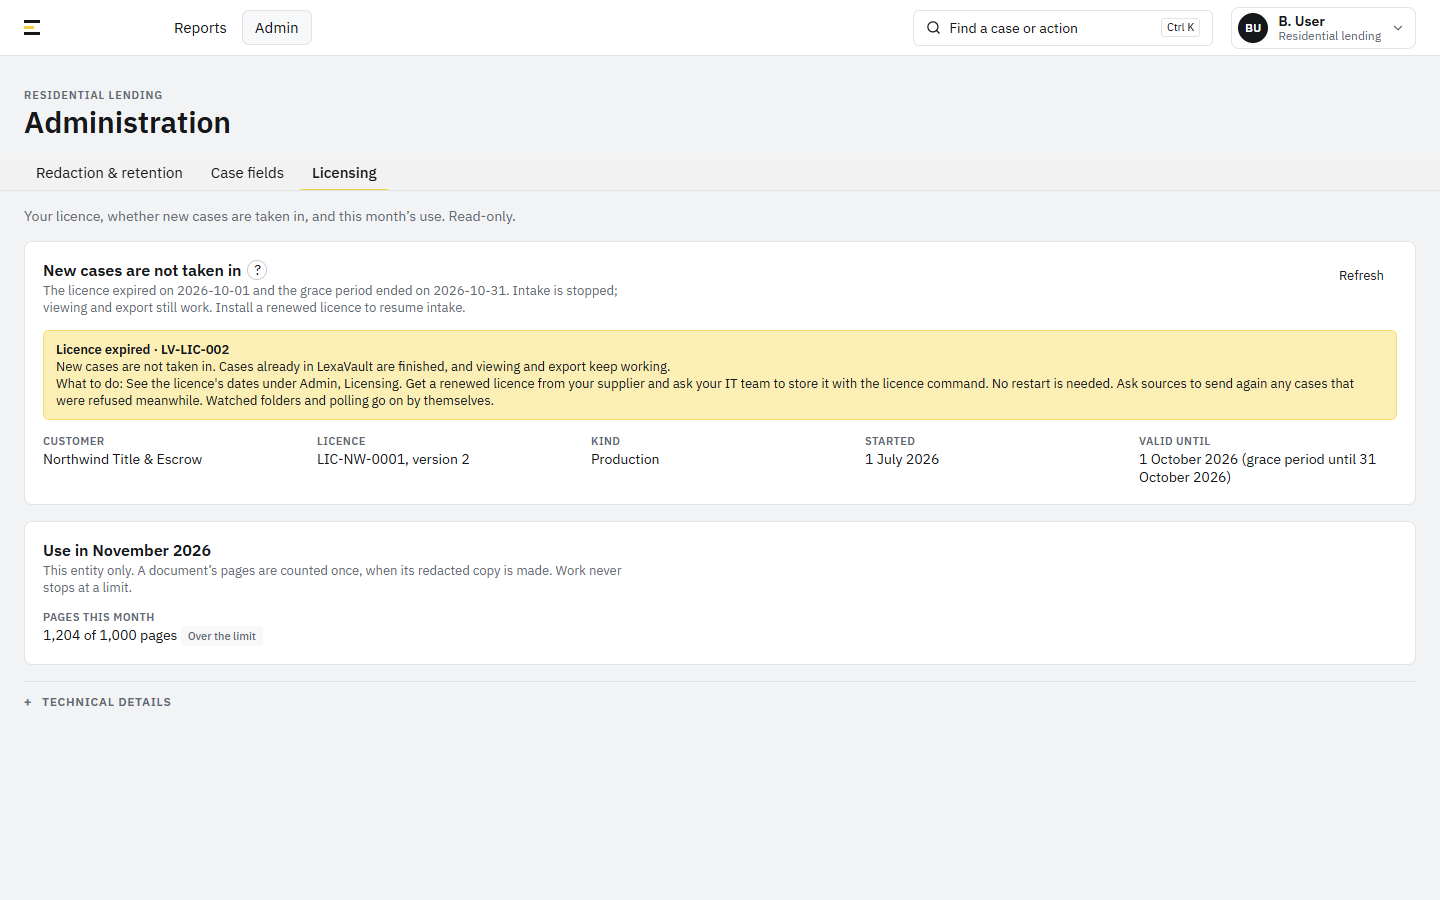 Reports
Admin
Find a case or action
Ctrl K
BU
B. User
Residential lending
RESIDENTIAL LENDING
Administration
Redaction & retention
Case fields
Licensing
Your licence, whether new cases are taken in, and this month’s use. Read-only.
New cases are not taken in
?
Refresh
The licence expired on 2026-10-01 and the grace period ended on 2026-10-31. Intake is stopped;
viewing and export still work. Install a renewed licence to resume intake.
Licence expired · LV-LIC-002
New cases are not taken in. Cases already in LexaVault are finished, and viewing and export keep working.
What to do: See the licence's dates under Admin, Licensing. Get a renewed licence from your supplier and ask your IT team to store it with the licence command. No restart is needed. Ask sources to send again any cases that
were refused meanwhile. Watched folders and polling go on by themselves.
CUSTOMER
Northwind Title & Escrow
LICENCE
LIC-NW-0001, version 2
KIND
Production
STARTED
1 July 2026
VALID UNTIL
1 October 2026 (grace period until 31
October 2026)
Use in November 2026
This entity only. A document’s pages are counted once, when its redacted copy is made. Work never
stops at a limit.
PAGES THIS MONTH
1,204 of 1,000 pages
Over the limit
+ TECHNICAL DETAILS